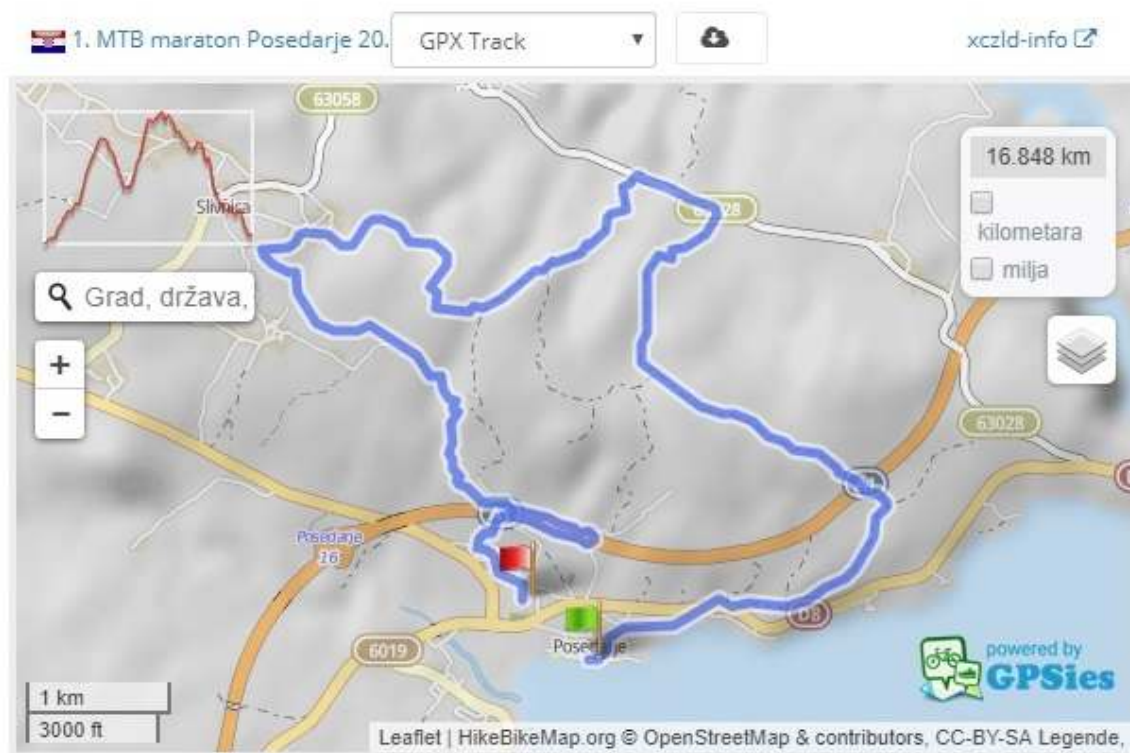 1. MTB maraton Posedarje 20.
GPX Track
xczld-info
63058
16.848 km
kilometara
milja
Slivnica
Grad, država,
+
−
63028
Posedarje
16
D8
Posedarje
6019
powered by
GPSies
1 km
3000 ft
Leaflet | HikeBikeMap.org © OpenStreetMap & contributors, CC-BY-SA Legende,